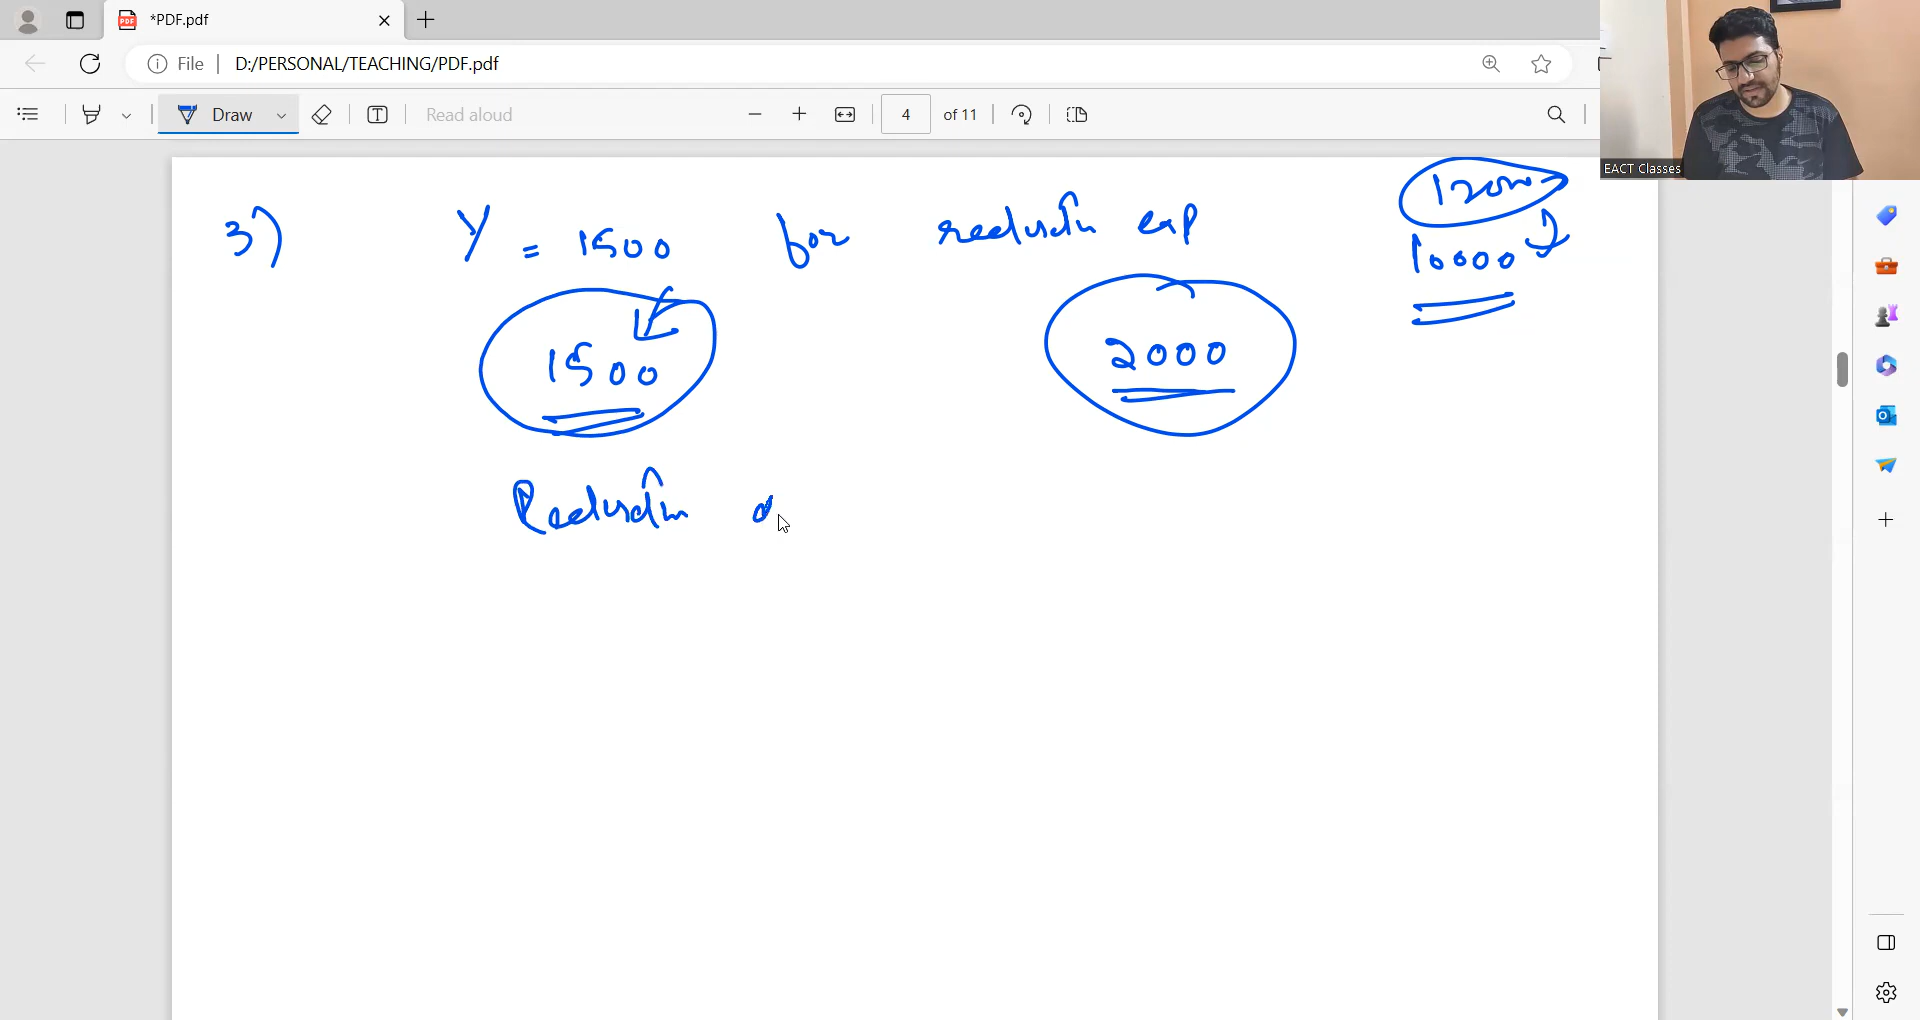 *PDF.pdf
File D:/PERSONAL/TEACHING/PDF.pdf
Draw Read aloud 4 of 11
EACT Classes
3) Y = 1500 for reduction exp
10000
1500 2000
Reduction